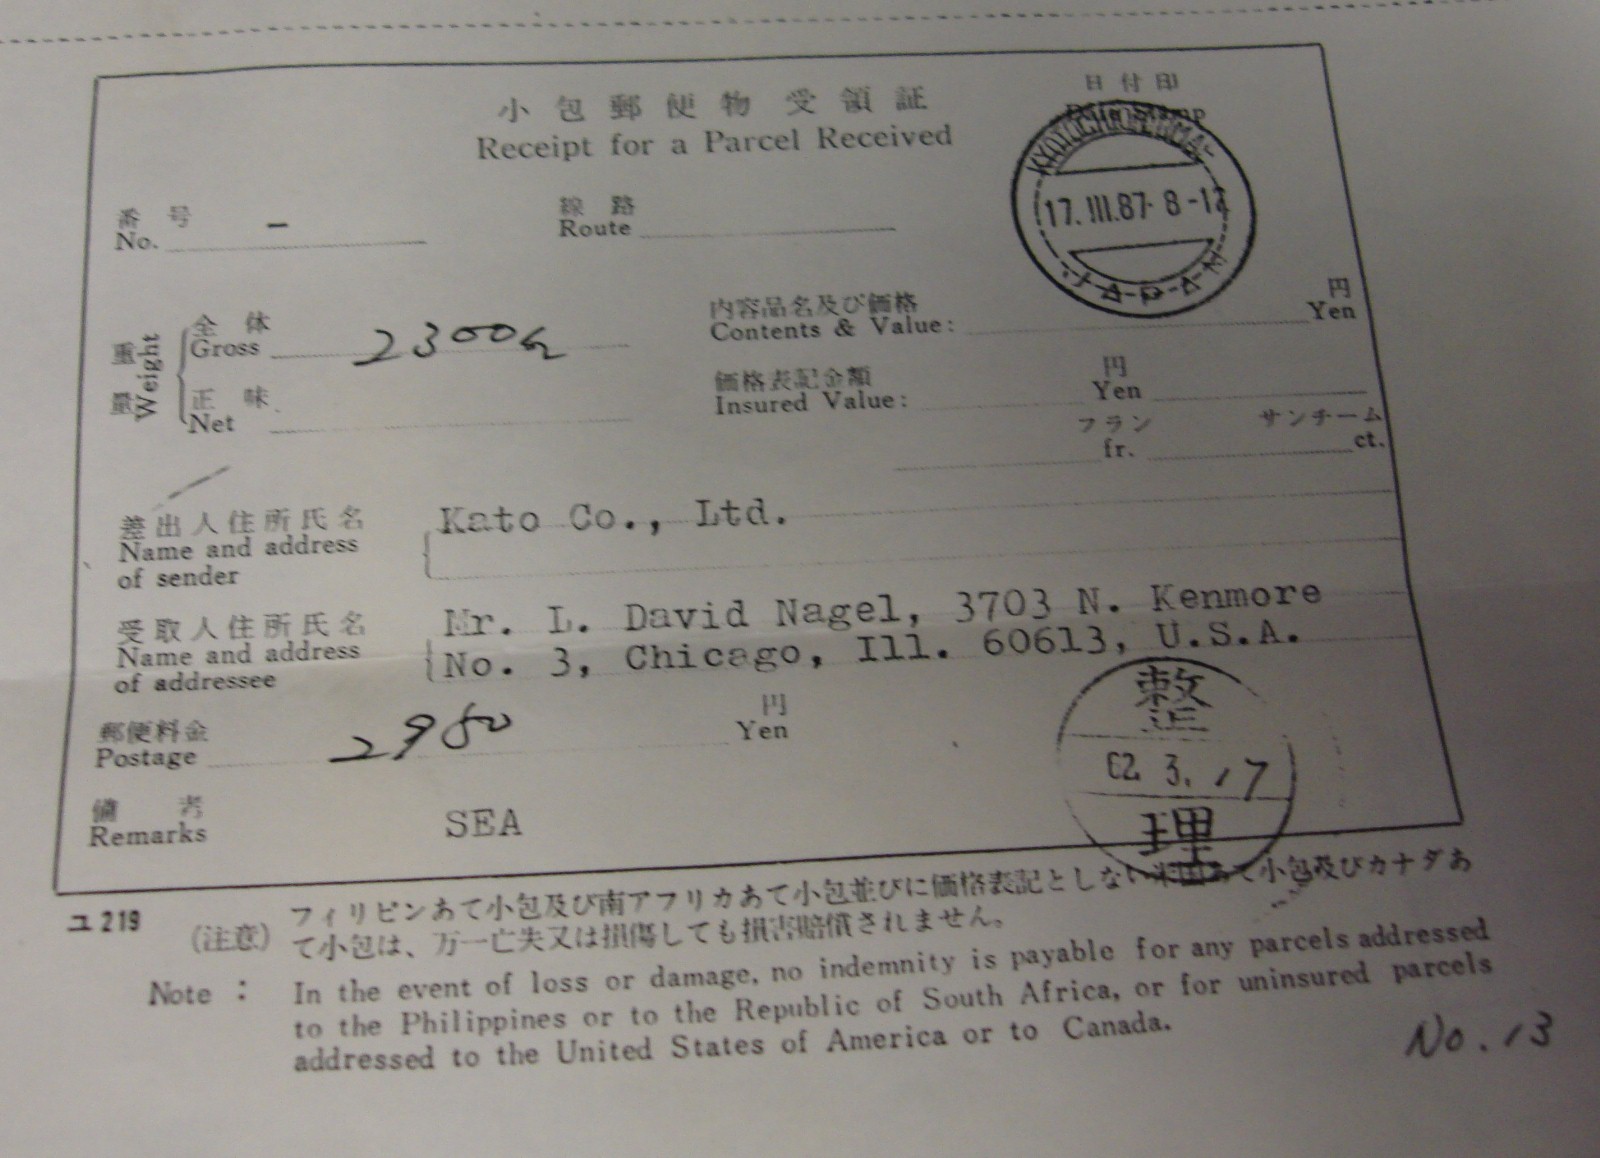 小包郵便物受領証
Receipt for a Parcel Received
日付印
Date Stamp
17.III.87. 8-12
JAPAN
番号
No. -
線路
Route
重量
Weight
全体
Gross 2300g
正味
Net
内容品名及び価格
Contents & Value:
円
Yen
価格表記金額
Insured Value:
円
Yen
フラン
fr.
サンチーム
ct.
差出人住所氏名
Name and address
of sender
Kato Co., Ltd.
受取人住所氏名
Name and address
of addressee
Mr. L. David Nagel, 3703 N. Kenmore
No. 3, Chicago, Ill. 60613, U.S.A.
郵便料金
Postage 2980
円
Yen
備考
Remarks
SEA
整
62. 3. 17
理
ユ219
(注意) フィリピンあて小包及び南アフリカあて小包並びに価格表記としない米国あて小包及びカナダあ
て小包は、万一亡失又は損傷しても損害賠償されません。
Note : In the event of loss or damage, no indemnity is payable for any parcels addressed
to the Philippines or to the Republic of South Africa, or for uninsured parcels
addressed to the United States of America or to Canada.
No. 13